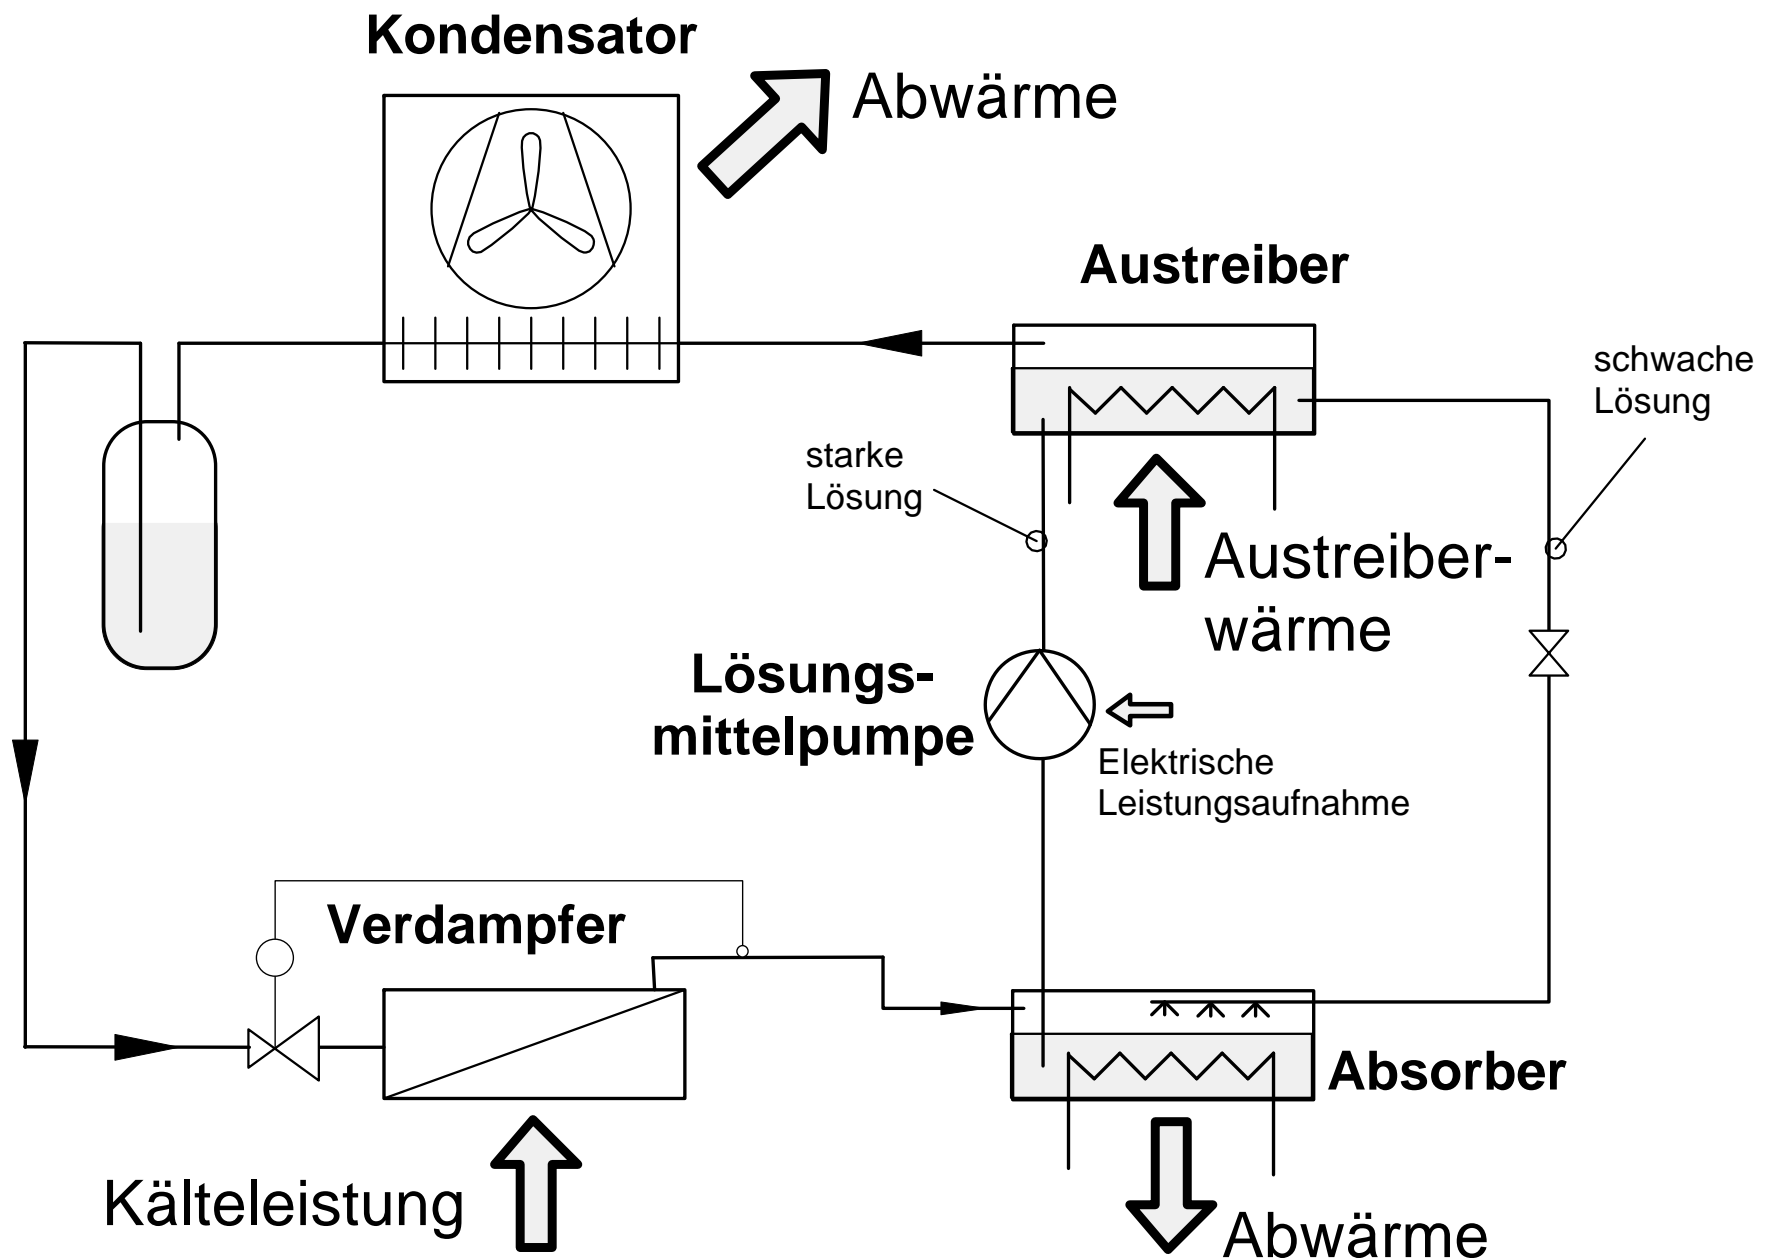 Kondensator
Abwärme
Austreiber
schwache
Lösung
starke
Lösung
Austreiber-
wärme
Lösungs-
mittelpumpe
Elektrische
Leistungsaufnahme
Verdampfer
Absorber
Kälteleistung
Abwärme